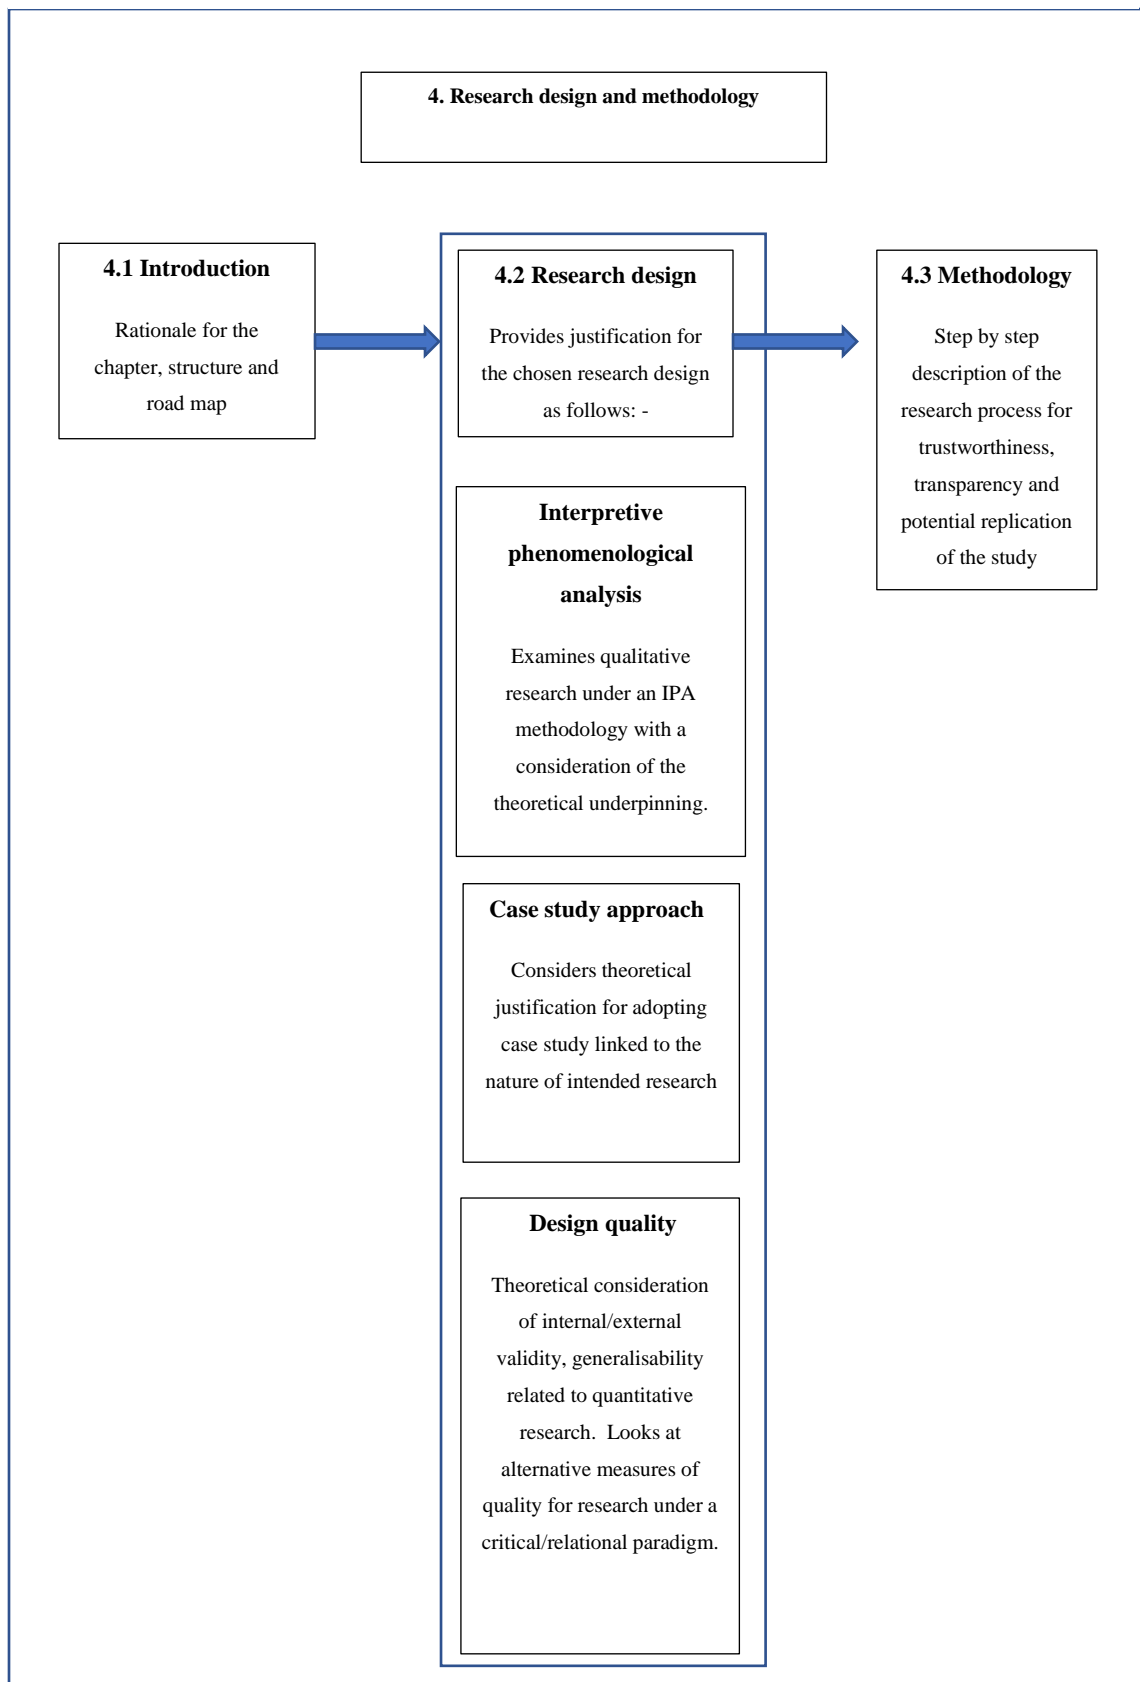 4. Research design and methodology
4.1 Introduction
Rationale for the
chapter, structure and
road map
4.2 Research design
Provides justification for
the chosen research design
as follows: -
Interpretive
phenomenological
analysis
Examines qualitative
research under an IPA
methodology with a
consideration of the
theoretical underpinning.
Case study approach
Considers theoretical
justification for adopting
case study linked to the
nature of intended research
Design quality
Theoretical consideration
of internal/external
validity, generalisability
related to quantitative
research.  Looks at
alternative measures of
quality for research under a
critical/relational paradigm.
4.3 Methodology
Step by step
description of the
research process for
trustworthiness,
transparency and
potential replication
of the study